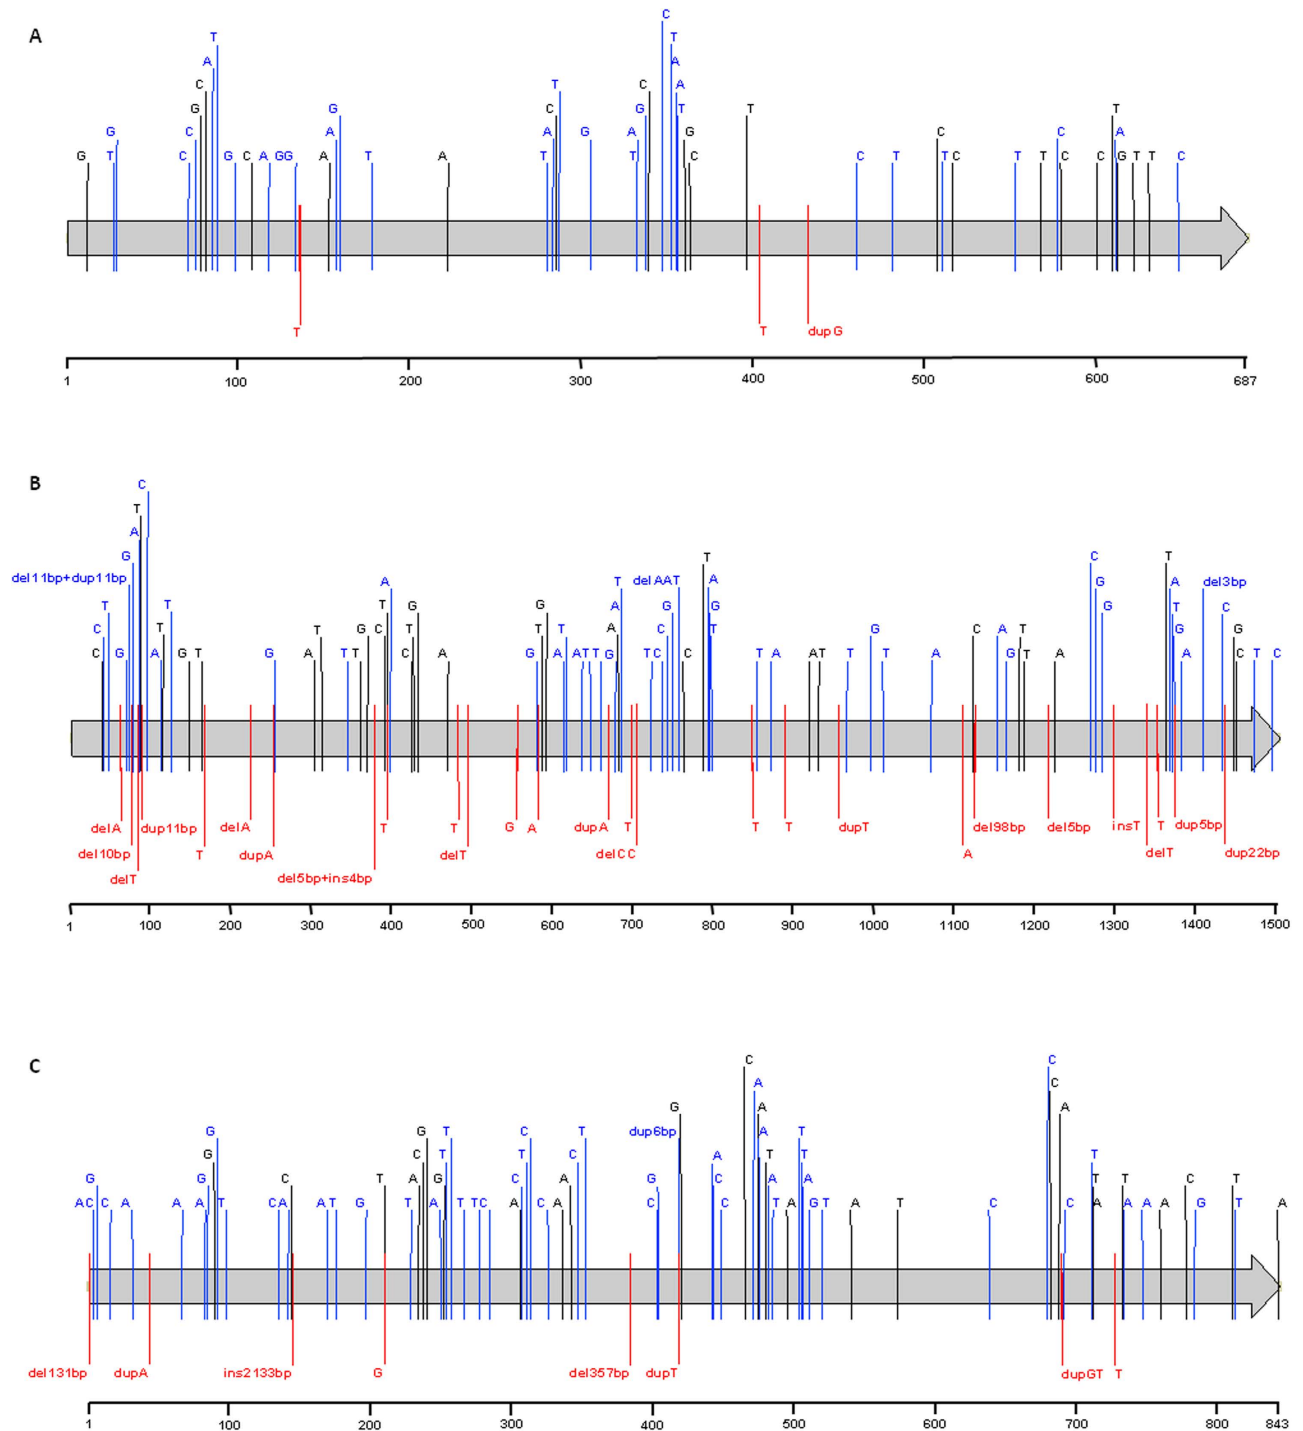 A
C
T T
A A
C A
G T C G T
G C G A C A G C C A
G T C C G C A G G A T A T A G T G C T C T C T T C C G T T C
T T dup G
1 100 200 300 400 500 600 687
B
C
T
A
G T C
del11bp+dup11bp A T delAAT A G del3bp
T T G A G G T G T C
C T T G C T T A C G C A T G G
C G A G T G A T T C A G A T A T T G T C C T T A A T T G T A G T A A C T C
delA dup11bp delA T T G A dupA T T T dupT del98bp del5bp insT T dup5bp
del10bp T dupA delT delCC A delT dup22bp
delT del5bp+ins4bp
1 100 200 300 400 500 600 700 800 900 1000 1100 1200 1300 1400 1500
C
C C
A C
G A A
G G T C T dup6bp A T C
G A C T T C A T T T
G G C T A G C A G C A A T T T C T
A C C A A A T C A A T G T A T T C A C A C C T A G T A T C C A A A A G T A
del131bp dupA ins2133bp G del357bp dupT dupGT T
1 100 200 300 400 500 600 700 800 843